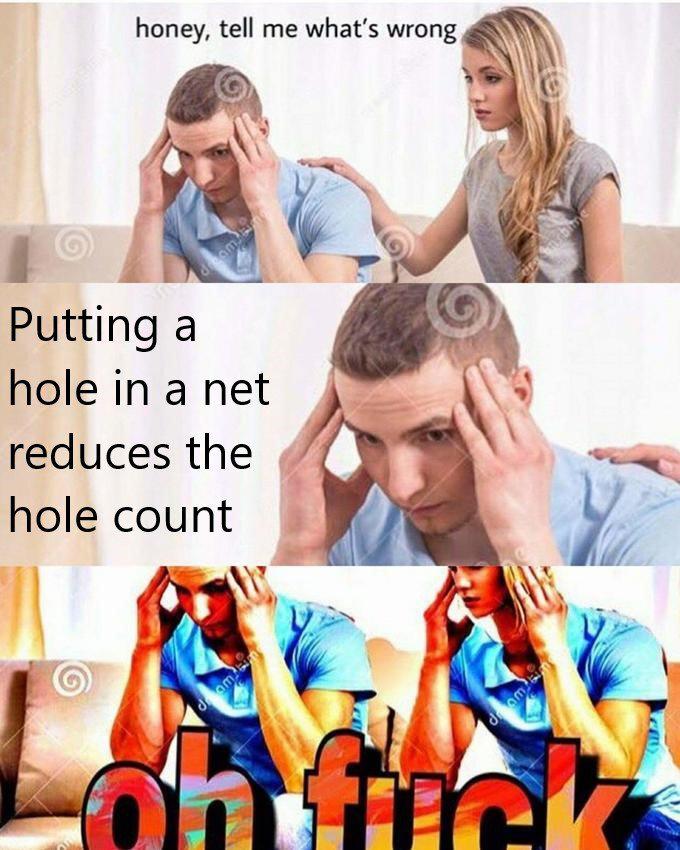 honey, tell me what's wrong
Putting a
hole in a net
reduces the
hole count
oh fuck